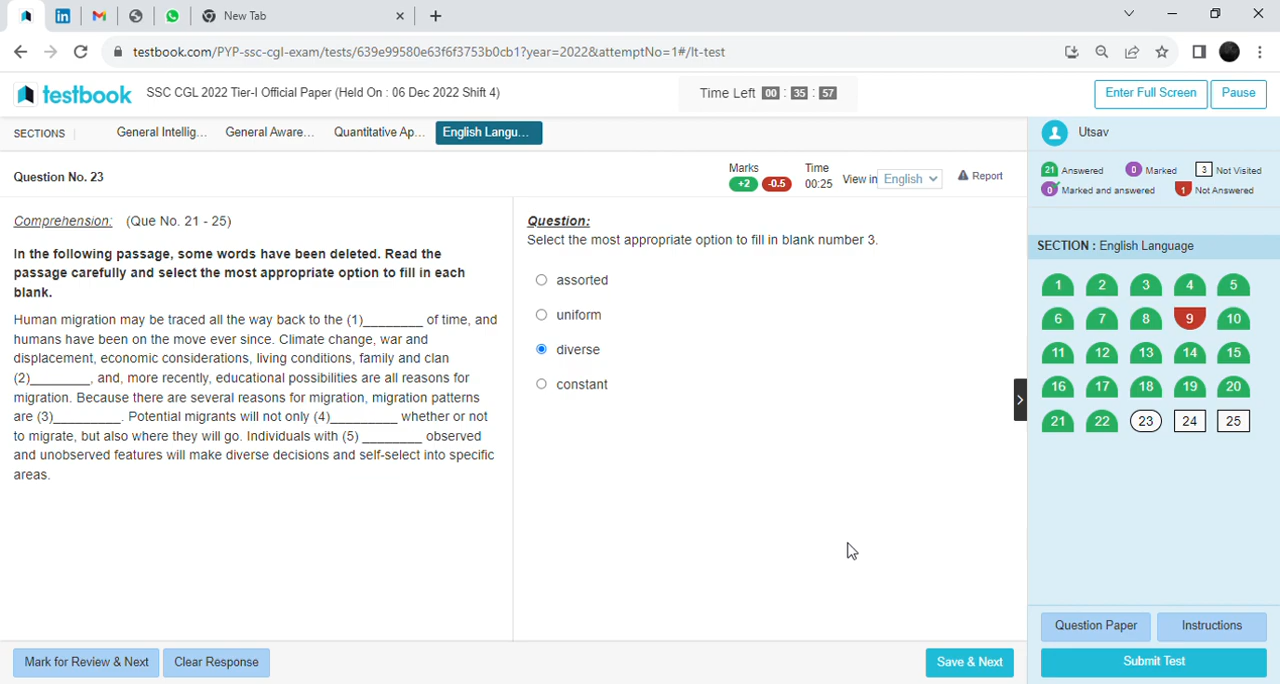 New Tab
testbook.com/PYP-ssc-cgl-exam/tests/639e99580e63f6f3753b0cb1?year=2022&attemptNo=1#/lt-test
testbook SSC CGL 2022 Tier-I Official Paper (Held On : 06 Dec 2022 Shift 4) Time Left 00 : 35 : 57 Enter Full Screen Pause
SECTIONS General Intellig... General Aware... Quantitative Ap... English Langu... Utsav
Question No. 23 Marks +2 -0.5 Time 00:25 View in English Report
21 Answered 0 Marked 3 Not Visited
0 Marked and answered 1 Not Answered
Comprehension: (Que No. 21 - 25)
In the following passage, some words have been deleted. Read the
passage carefully and select the most appropriate option to fill in each
blank.
Human migration may be traced all the way back to the (1)________ of time, and
humans have been on the move ever since. Climate change, war and
displacement, economic considerations, living conditions, family and clan
(2)________, and, more recently, educational possibilities are all reasons for
migration. Because there are several reasons for migration, migration patterns
are (3)_________. Potential migrants will not only (4)_________ whether or not
to migrate, but also where they will go. Individuals with (5) ________ observed
and unobserved features will make diverse decisions and self-select into specific
areas.
Question:
Select the most appropriate option to fill in blank number 3.
assorted
uniform
diverse
constant
SECTION : English Language
1 2 3 4 5
6 7 8 9 10
11 12 13 14 15
16 17 18 19 20
21 22 23 24 25
Question Paper Instructions
Mark for Review & Next Clear Response Save & Next Submit Test